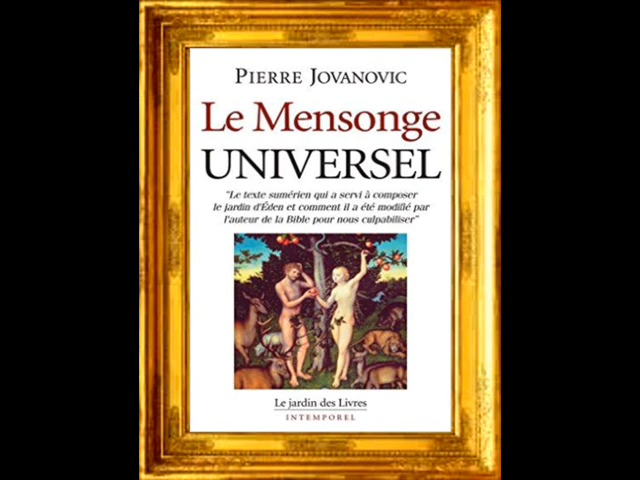 PIERRE JOVANOVIC
Le Mensonge
UNIVERSEL
"Le texte sumérien qui a servi à composer
le jardin d'Éden et comment il a été modifié par
l'auteur de la Bible pour nous culpabiliser"
Le jardin des Livres
INTEMPOREL